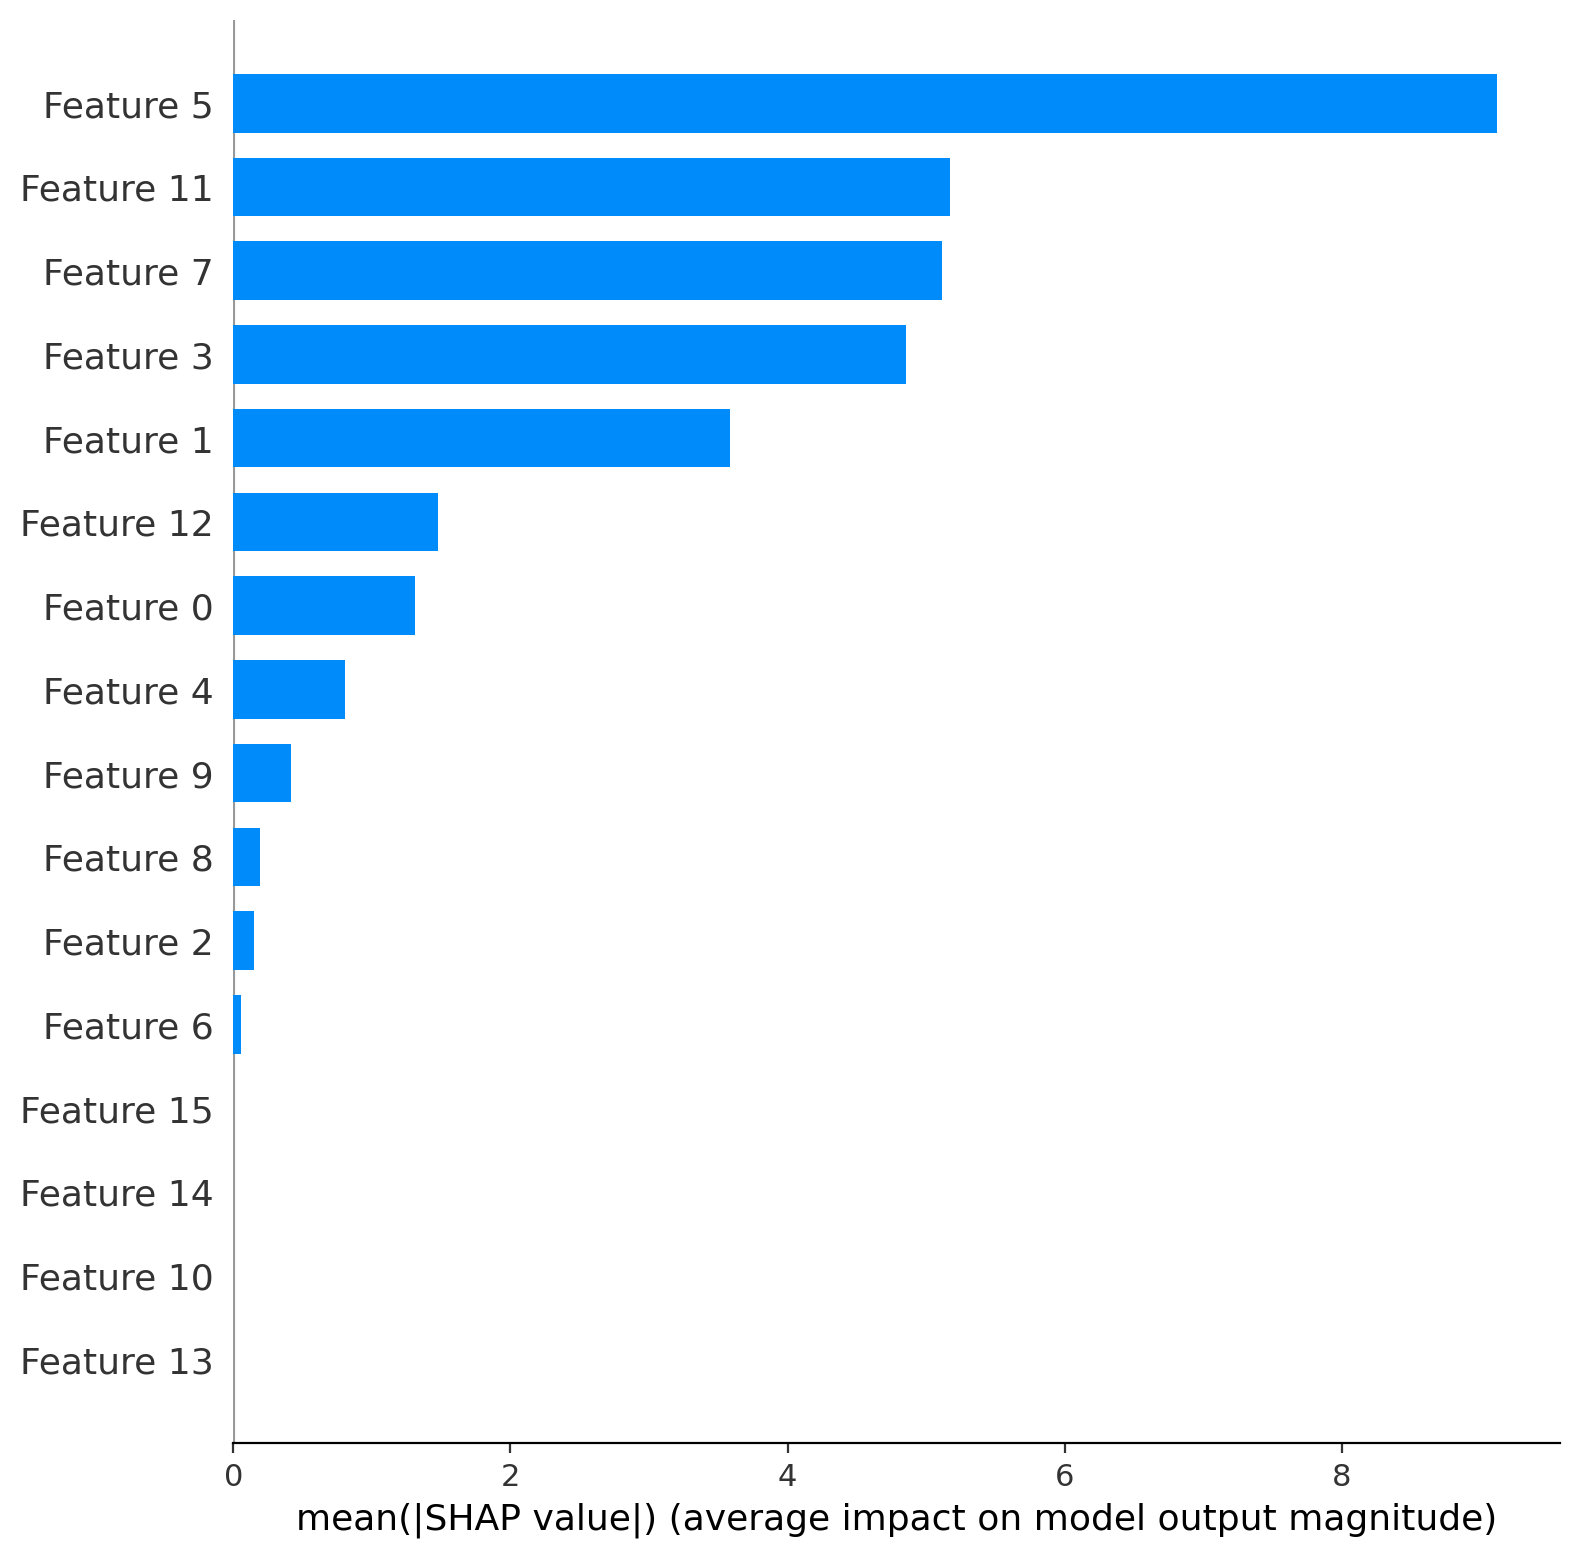 Feature 5
Feature 11
Feature 7
Feature 3
Feature 1
Feature 12
Feature 0
Feature 4
Feature 9
Feature 8
Feature 2
Feature 6
Feature 15
Feature 14
Feature 10
Feature 13
0 2 4 6 8
mean(|SHAP value|) (average impact on model output magnitude)